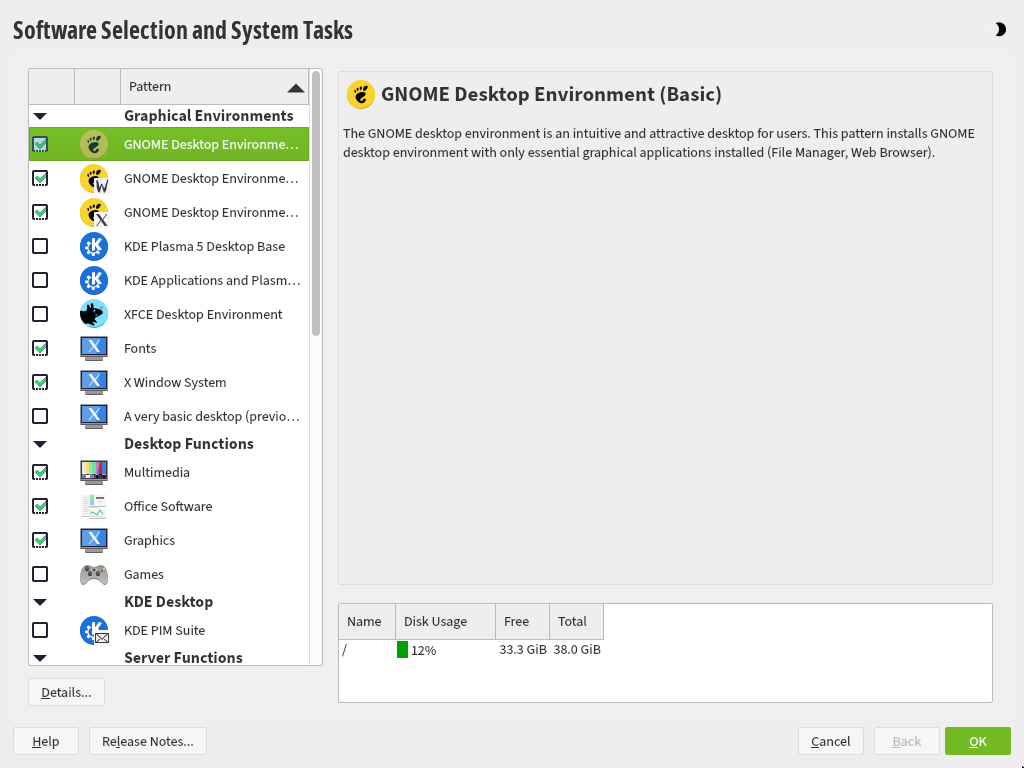 Software Selection and System Tasks
Pattern
Graphical Environments
GNOME Desktop Environme...
GNOME Desktop Environme...
GNOME Desktop Environme...
KDE Plasma 5 Desktop Base
KDE Applications and Plasm...
XFCE Desktop Environment
Fonts
X Window System
A very basic desktop (previo...
Desktop Functions
Multimedia
Office Software
Graphics
Games
KDE Desktop
KDE PIM Suite
Server Functions
Details...
GNOME Desktop Environment (Basic)
The GNOME desktop environment is an intuitive and attractive desktop for users. This pattern installs GNOME
desktop environment with only essential graphical applications installed (File Manager, Web Browser).
Name Disk Usage Free Total
/ 12% 33.3 GiB 38.0 GiB
Help Release Notes... Cancel Back OK